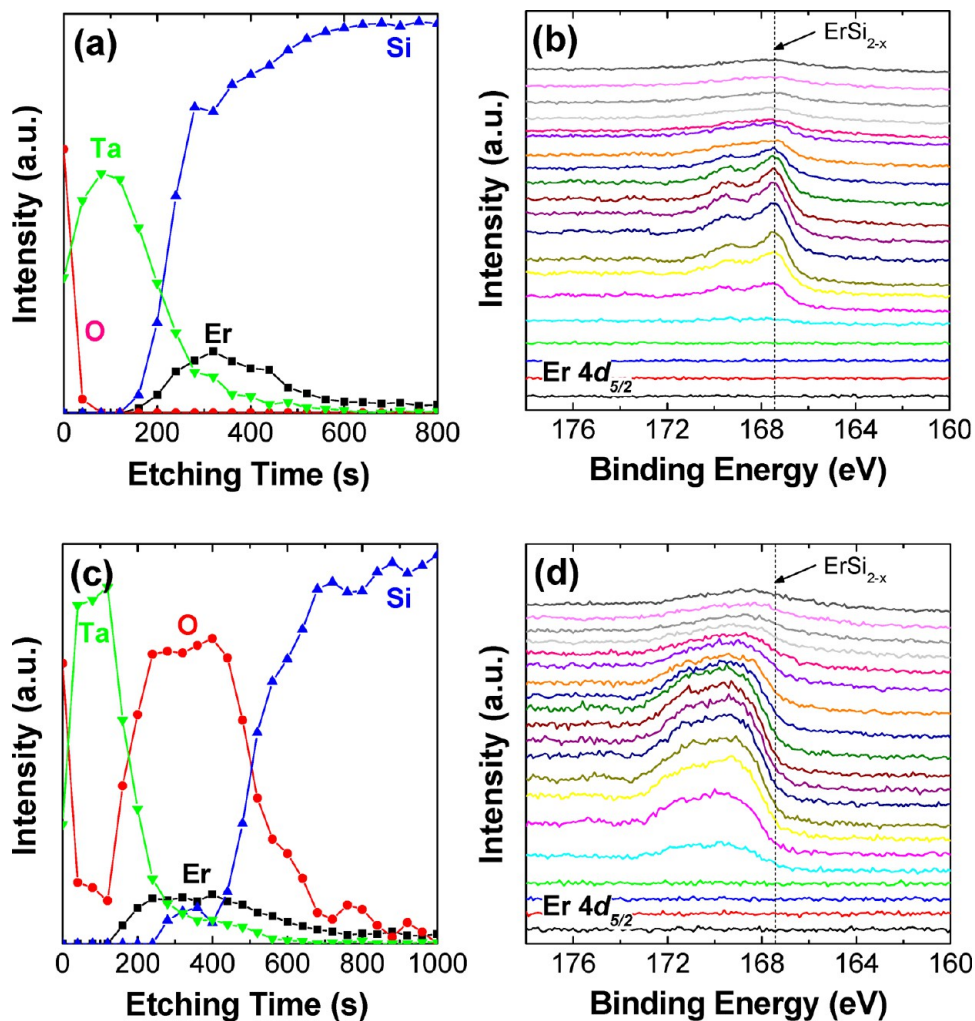 (a)
Si
Ta
O
Er
Intensity (a.u.)
0 200 400 600 800
Etching Time (s)
(b)
ErSi2-x
Er 4d5/2
Intensity (a.u.)
176 172 168 164 160
Binding Energy (eV)
(c)
Ta
O
Si
Er
Intensity (a.u.)
0 200 400 600 800 1000
Etching Time (s)
(d)
ErSi2-x
Er 4d5/2
Intensity (a.u.)
176 172 168 164 160
Binding Energy (eV)